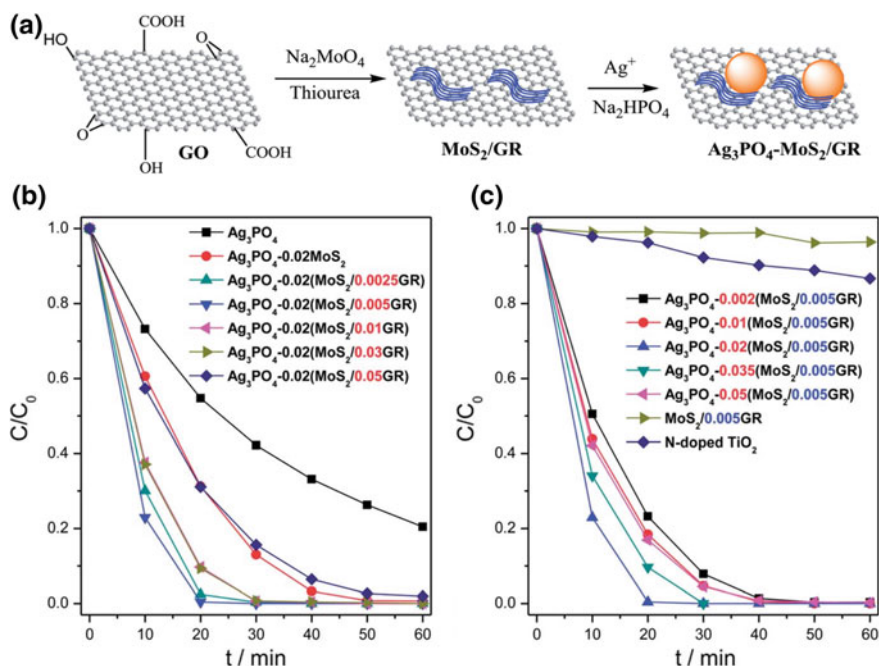 (a)
HO
COOH
O
O
OH
COOH
GO
Na₂MoO₄
Thiourea
MoS₂/GR
Ag⁺
Na₂HPO₄
Ag₃PO₄-MoS₂/GR
(b)
Ag₃PO₄
Ag₃PO₄-0.02MoS₂
Ag₃PO₄-0.02(MoS₂/0.0025GR)
Ag₃PO₄-0.02(MoS₂/0.005GR)
Ag₃PO₄-0.02(MoS₂/0.01GR)
Ag₃PO₄-0.02(MoS₂/0.03GR)
Ag₃PO₄-0.02(MoS₂/0.05GR)
C/C₀
1.0
0.8
0.6
0.4
0.2
0.0
0 10 20 30 40 50 60
t / min
(c)
Ag₃PO₄-0.002(MoS₂/0.005GR)
Ag₃PO₄-0.01(MoS₂/0.005GR)
Ag₃PO₄-0.02(MoS₂/0.005GR)
Ag₃PO₄-0.035(MoS₂/0.005GR)
Ag₃PO₄-0.05(MoS₂/0.005GR)
MoS₂/0.005GR
N-doped TiO₂
C/C₀
1.0
0.8
0.6
0.4
0.2
0.0
0 10 20 30 40 50 60
t / min